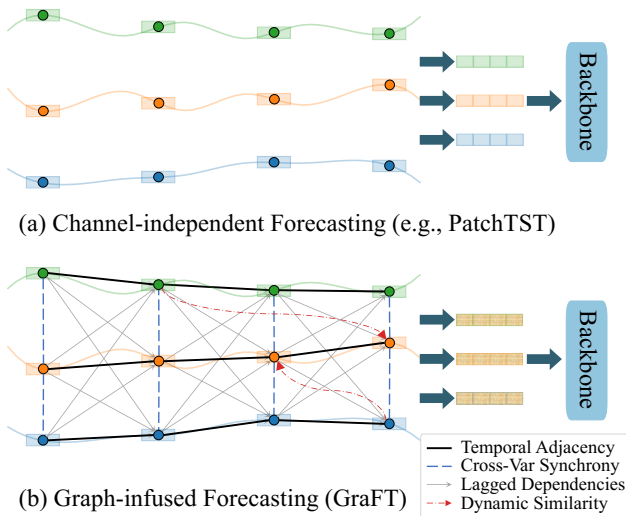 Backbone
(a) Channel-independent Forecasting (e.g., PatchTST)
Backbone
Temporal Adjacency
Cross-Var Synchrony
Lagged Dependencies
Dynamic Similarity
(b) Graph-infused Forecasting (GraFT)